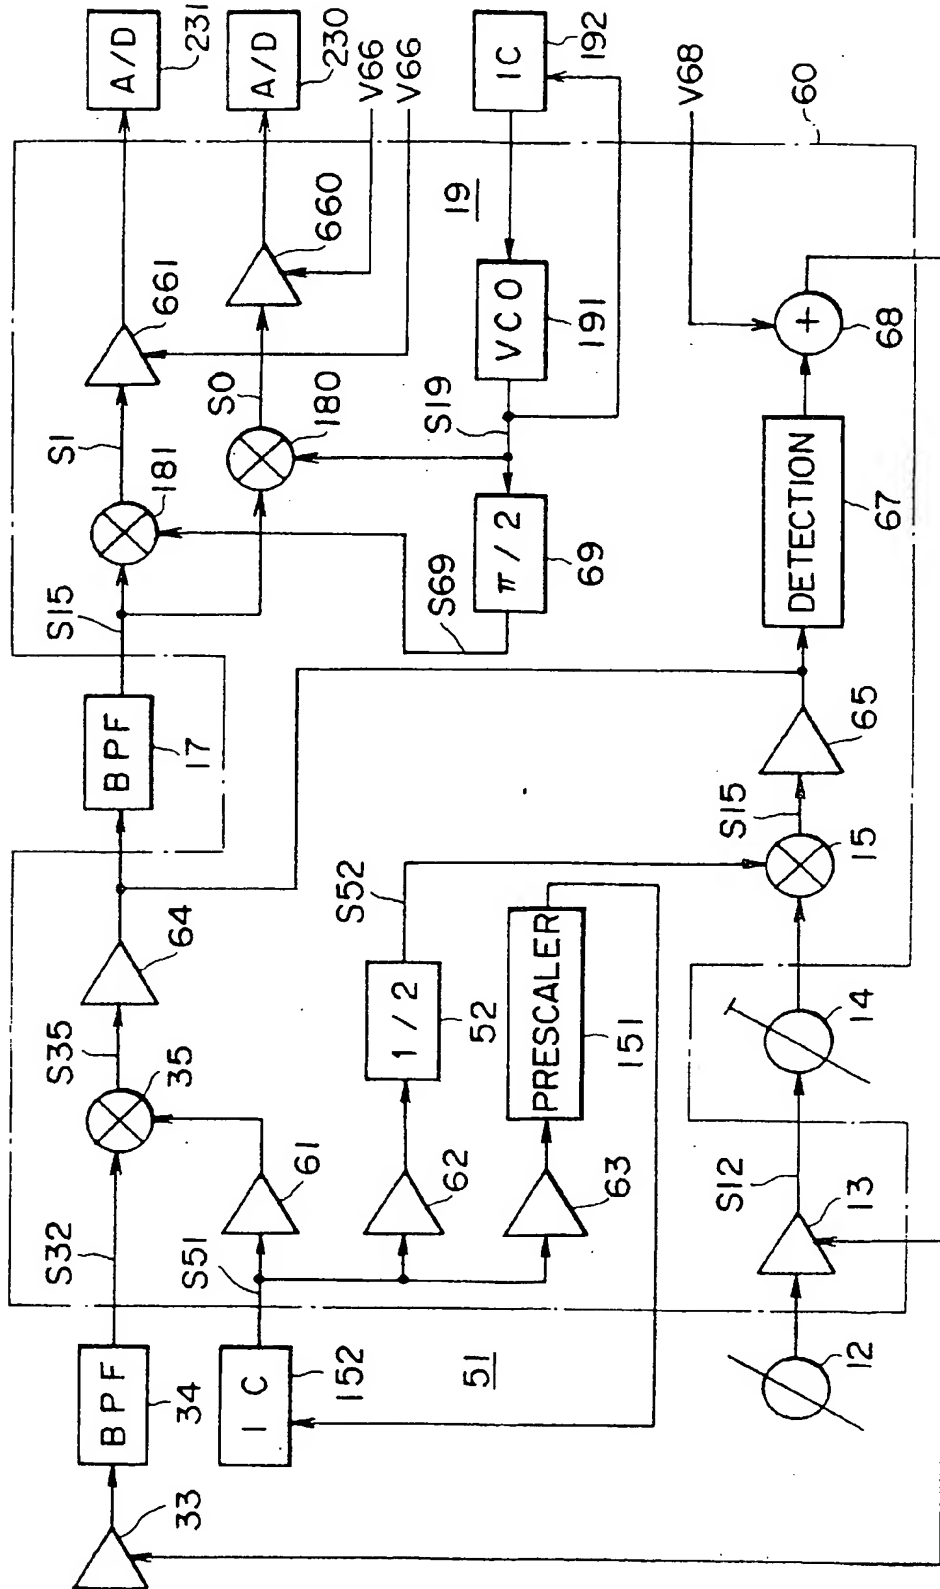 33
BPF
34
S32
35
S35
64
BPF
17
S15
181
S1
661
A/D
231
S0
180
660
A/D
230
V66
V66
IC
152
51
S51
61
62
63
1/2
52
S52
PRESCALER
151
S69
π/2
69
S19
VCO
191
19
IC
192
12
13
S12
14
15
S15
65
DETECTION
67
+
68
V68
60